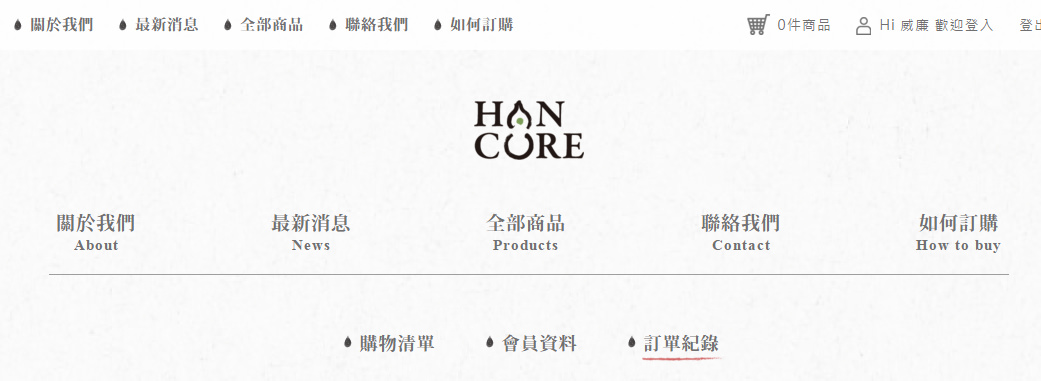 關於我們 最新消息 全部商品 聯絡我們 如何訂購 0件商品 Hi 威廉 歡迎登入 登出
HAN
CORE
關於我們 最新消息 全部商品 聯絡我們 如何訂購
About News Products Contact How to buy
購物清單 會員資料 訂單紀錄